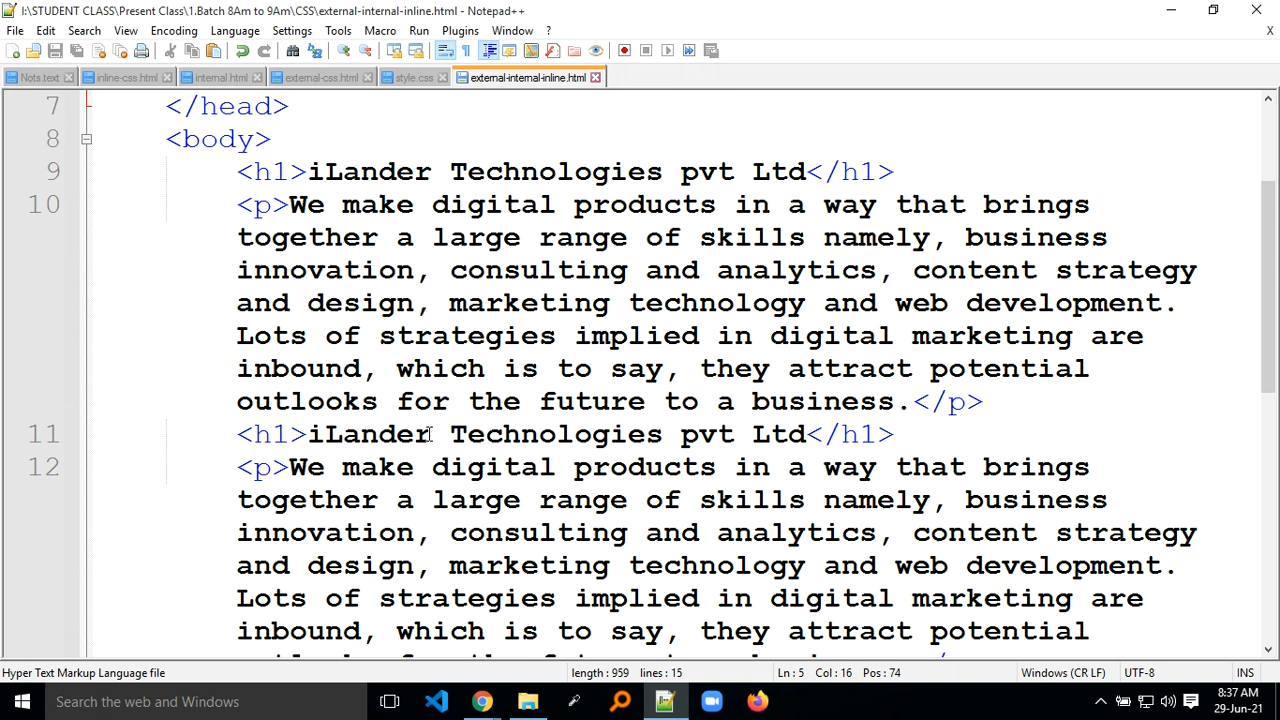 I:\STUDENT CLASS\Present Class\1.Batch 8Am to 9Am\CSS\external-internal-inline.html - Notepad++
File Edit Search View Encoding Language Settings Tools Macro Run Plugins Window ?
X
Nots.text inline-css.html internal.html external-css.html style.css external-internal-inline.html
7 </head>
8 <body>
9 <h1>iLander Technologies pvt Ltd</h1>
10 <p>We make digital products in a way that brings
together a large range of skills namely, business
innovation, consulting and analytics, content strategy
and design, marketing technology and web development.
Lots of strategies implied in digital marketing are
inbound, which is to say, they attract potential
outlooks for the future to a business.</p>
11 <h1>iLander Technologies pvt Ltd</h1>
12 <p>We make digital products in a way that brings
together a large range of skills namely, business
innovation, consulting and analytics, content strategy
and design, marketing technology and web development.
Lots of strategies implied in digital marketing are
inbound, which is to say, they attract potential
Hyper Text Markup Language file length : 959 lines : 15 Ln : 5 Col : 16 Pos : 74 Windows (CR LF) UTF-8 INS
Search the web and Windows
8:37 AM
29-Jun-21